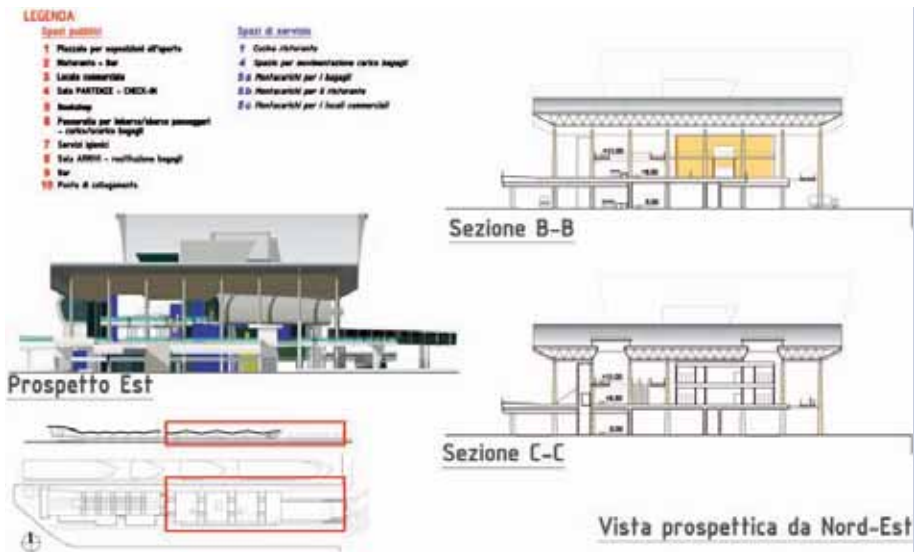 LEGENDA
Spazi pubblici
1 Piazzale per esposizioni all'aperto
2 Ristorante - Bar
3 Locale commerciale
4 Sala PARTENZE - CHECK-IN
5 Bookshop
6 Passerella per imbarco/sbarco passeggeri
- carico/scarico bagagli
7 Servizi igienici
8 Sala ARRIVI - restituzione bagagli
9 Bar
10 Ponte di collegamento
Spazi di servizio
1 Cucina ristorante
4 Spazio per movimentazione carico bagagli
5.a Montacarichi per i bagagli
5.b Montacarichi per il ristorante
5.c Montacarichi per i locali commerciali
Sezione B-B
Prospetto Est
Sezione C-C
Vista prospettica da Nord-Est